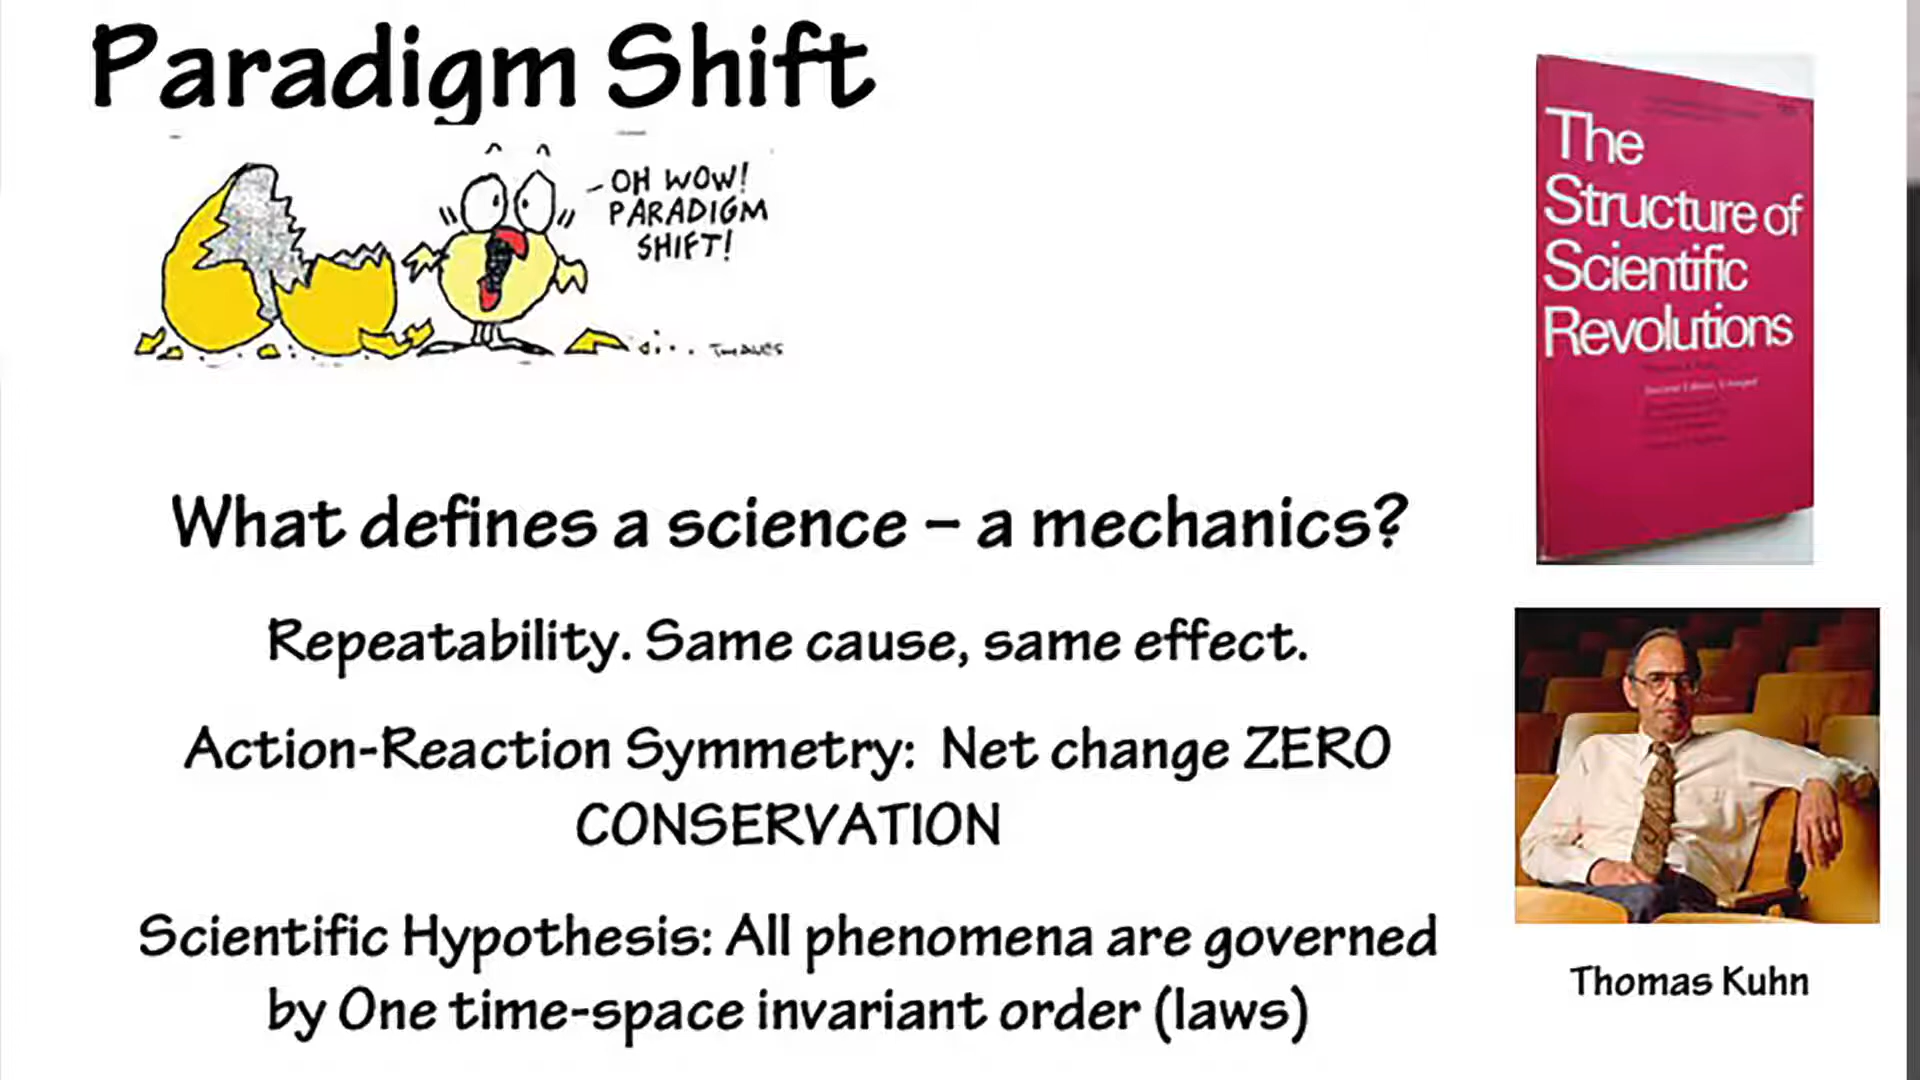 Paradigm Shift
- OH WOW!
PARADIGM
SHIFT!
The
Structure of
Scientific
Revolutions
What defines a science – a mechanics?
Repeatability. Same cause, same effect.
Action-Reaction Symmetry: Net change ZERO
CONSERVATION
Scientific Hypothesis: All phenomena are governed
by One time-space invariant order (laws)
Thomas Kuhn